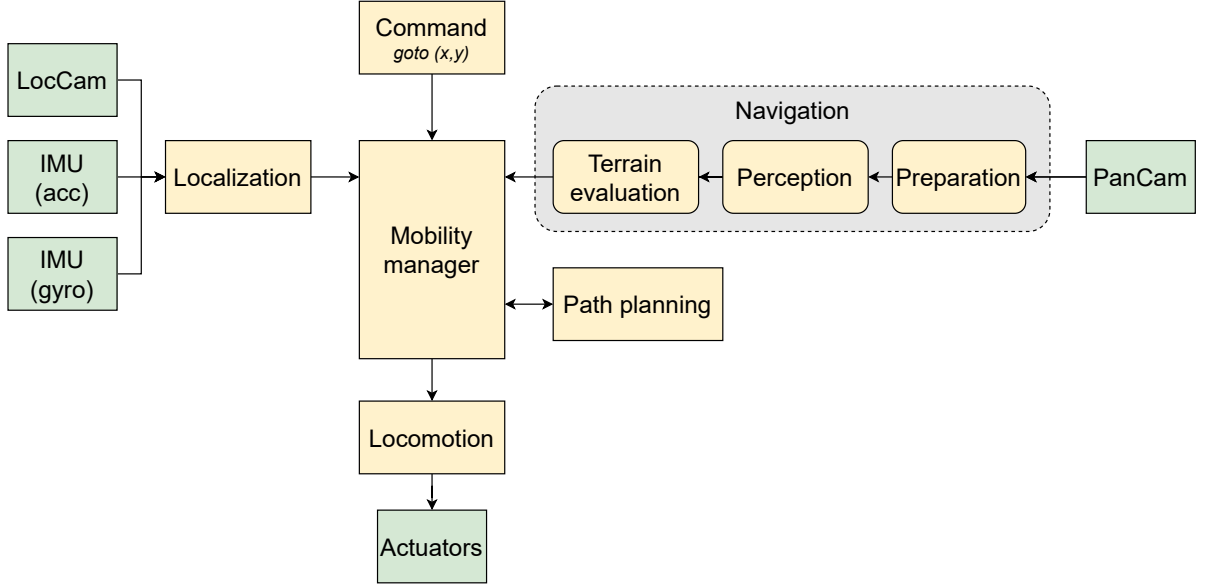 Command
goto (x,y)
LocCam
Navigation
IMU
(acc)
Localization
Terrain
evaluation
Perception
Preparation
PanCam
Mobility
manager
IMU
(gyro)
Path planning
Locomotion
Actuators